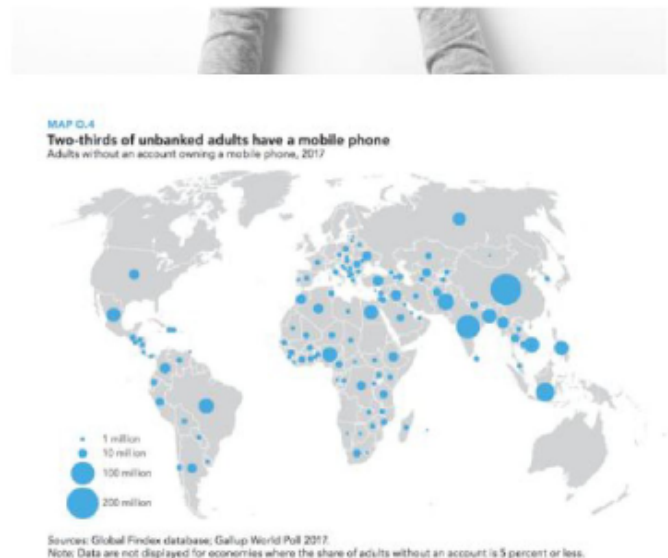 MAP O.4
Two-thirds of unbanked adults have a mobile phone
Adults without an account owning a mobile phone, 2017
1 million
10 million
100 million
200 million
Sources: Global Findex database; Gallup World Poll 2017.
Note: Data are not displayed for economies where the share of adults without an account is 5 percent or less.